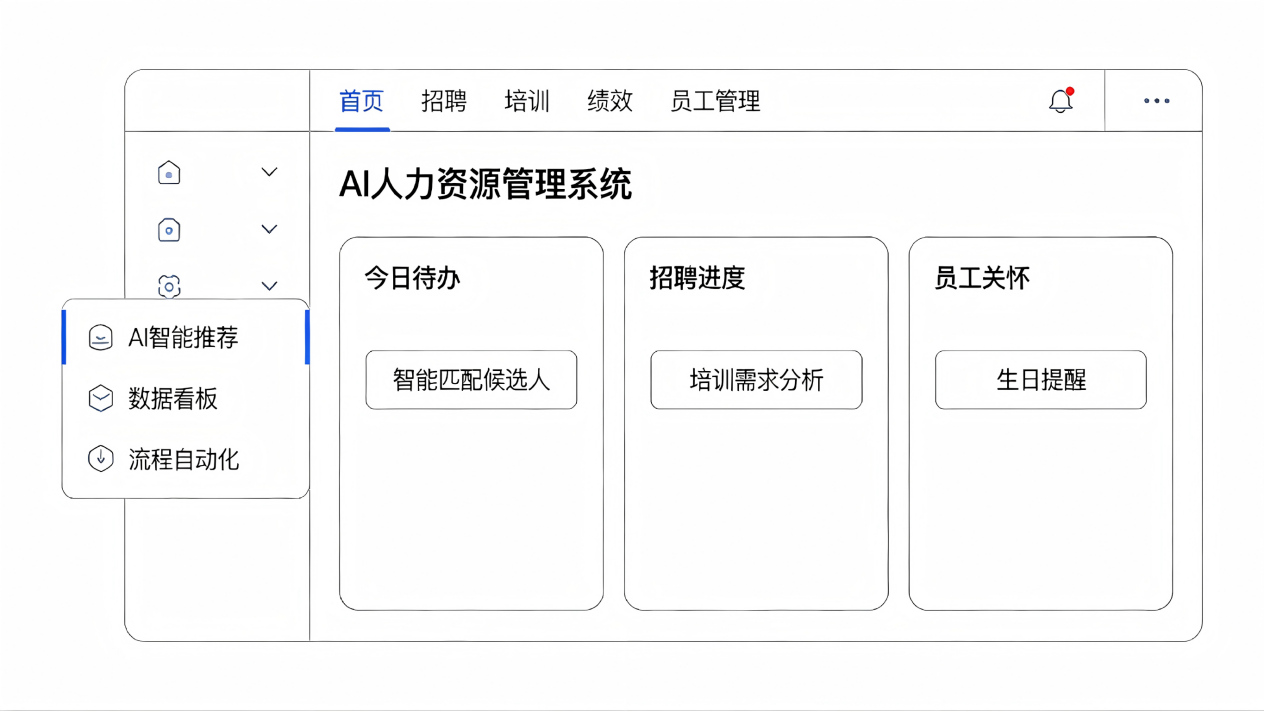 首页 招聘 培训 绩效 员工管理
AI人力资源管理系统
今日待办
智能匹配候选人
招聘进度
培训需求分析
员工关怀
生日提醒
AI智能推荐
数据看板
流程自动化